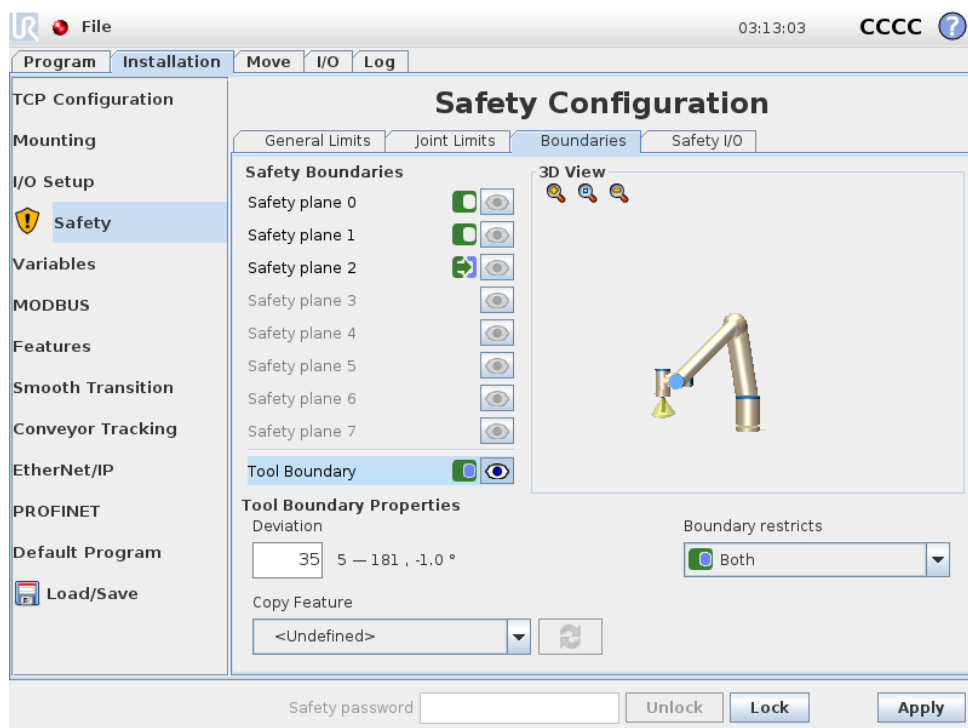 UR File 03:13:03 CCCC ?
Program Installation Move I/O Log
TCP Configuration
Mounting
I/O Setup
Safety
Variables
MODBUS
Features
Smooth Transition
Conveyor Tracking
EtherNet/IP
PROFINET
Default Program
Load/Save
Safety Configuration
General Limits Joint Limits Boundaries Safety I/O
Safety Boundaries
Safety plane 0
Safety plane 1
Safety plane 2
Safety plane 3
Safety plane 4
Safety plane 5
Safety plane 6
Safety plane 7
Tool Boundary
3D View
Tool Boundary Properties
Deviation
35 5 — 181 , -1.0 °
Boundary restricts
Both
Copy Feature
<Undefined>
Safety password Unlock Lock Apply